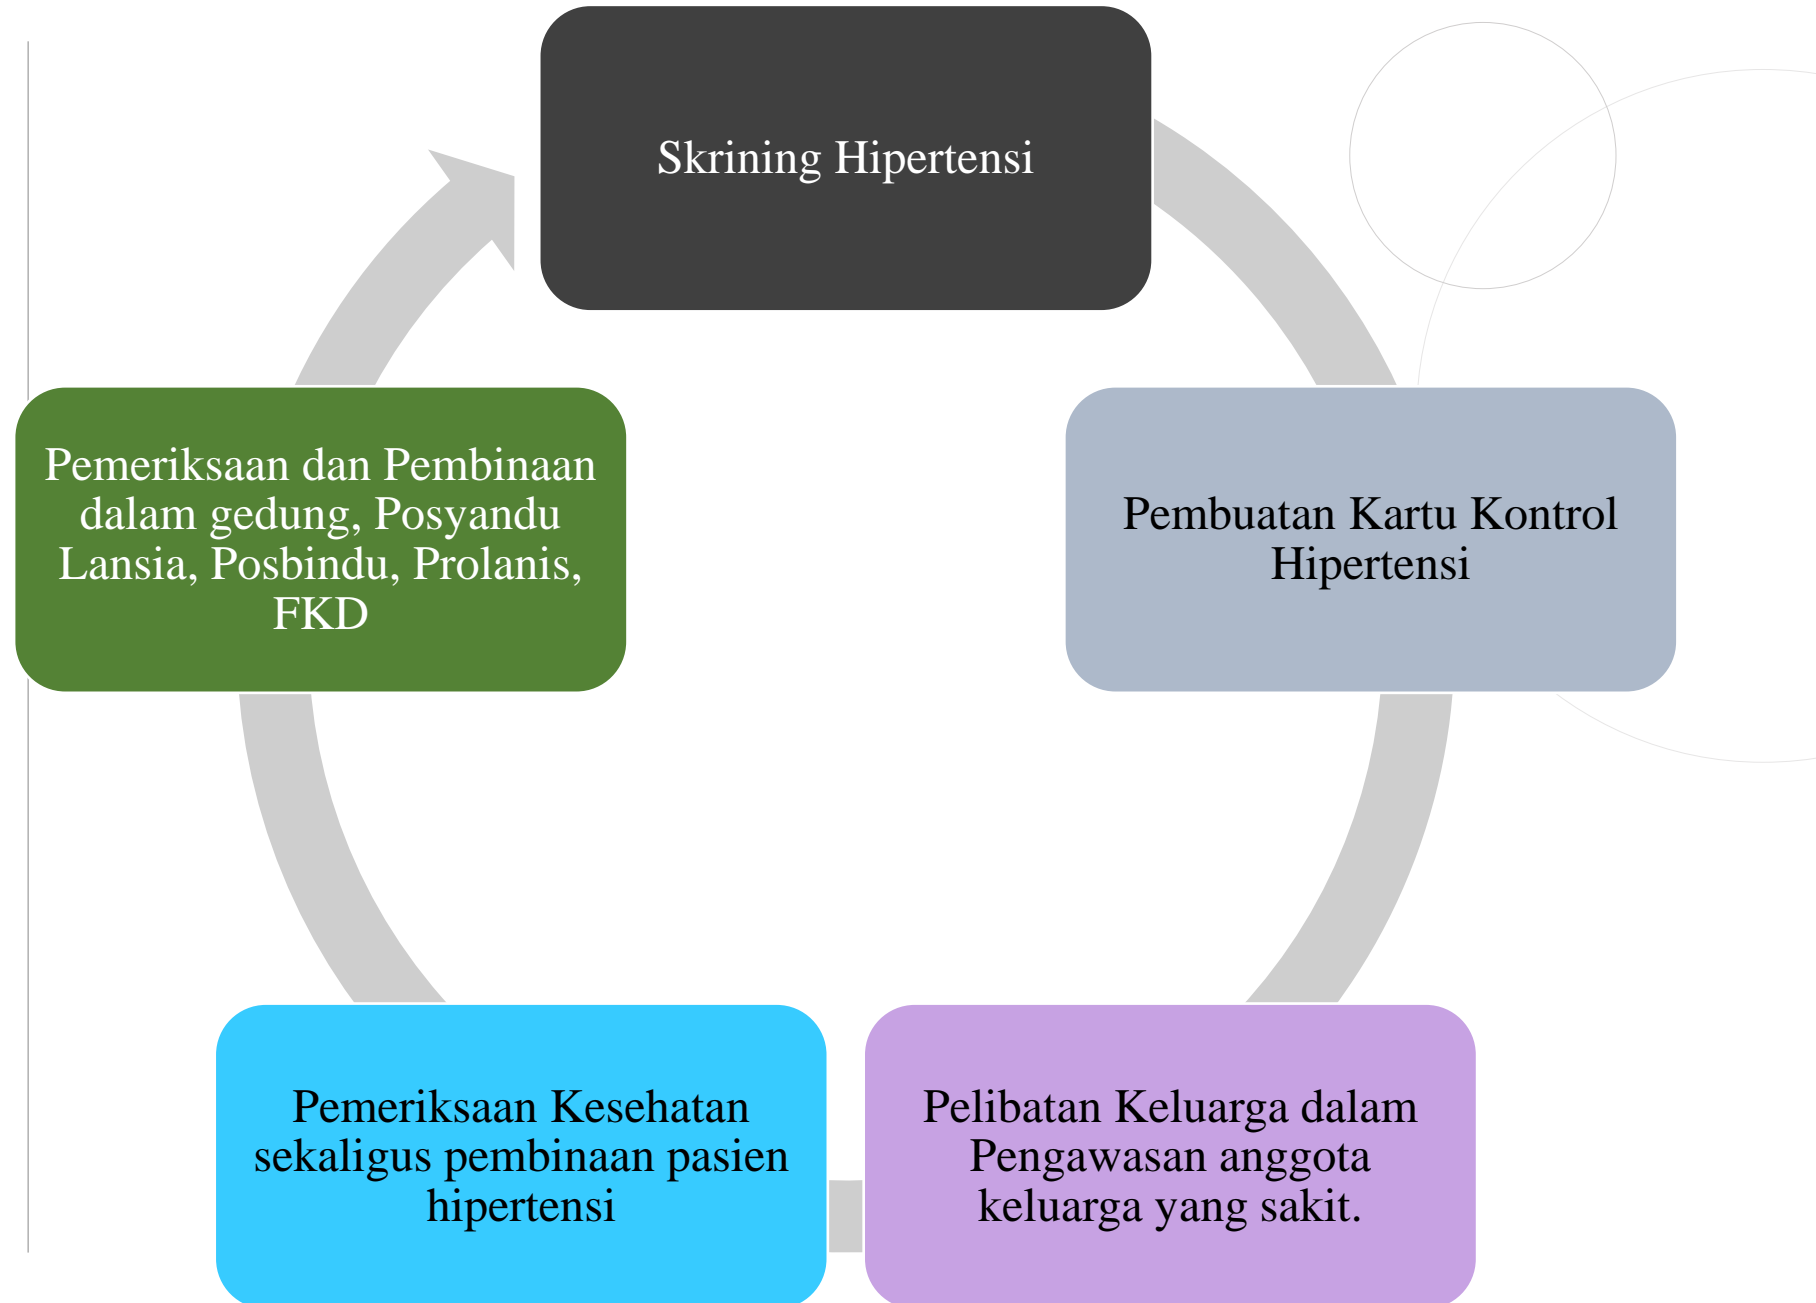 Skrining Hipertensi
Pembuatan Kartu Kontrol
Hipertensi
Pelibatan Keluarga dalam
Pengawasan anggota
keluarga yang sakit.
Pemeriksaan Kesehatan
sekaligus pembinaan pasien
hipertensi
Pemeriksaan dan Pembinaan
dalam gedung, Posyandu
Lansia, Posbindu, Prolanis,
FKD